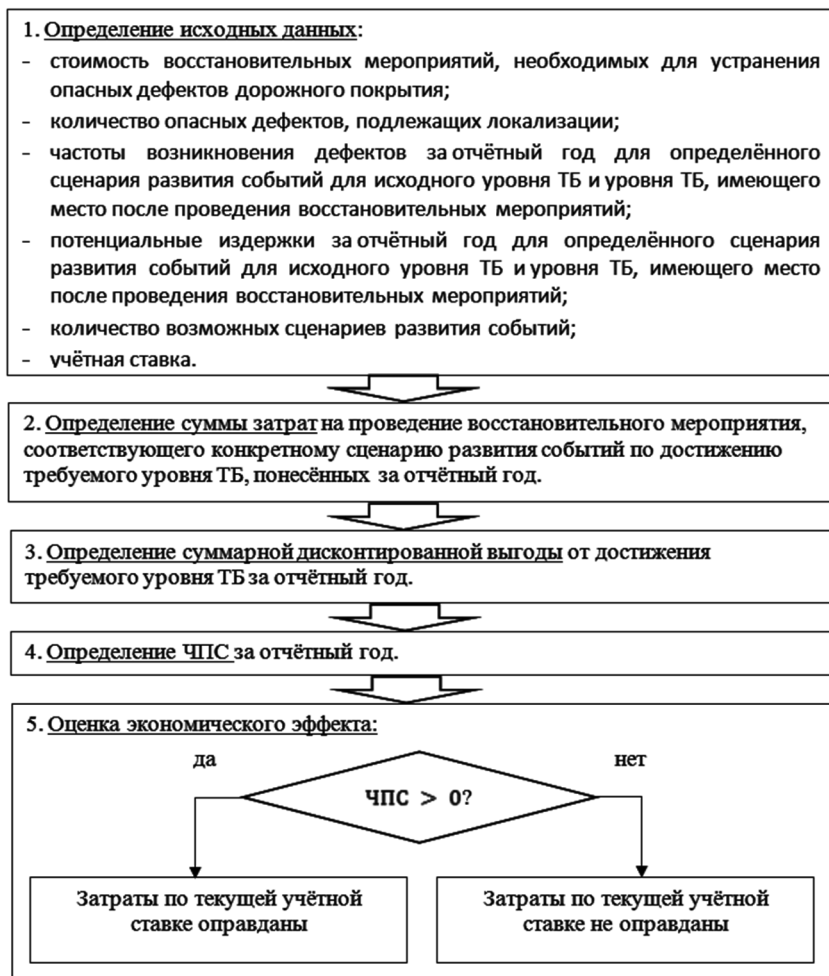 1. Определение исходных данных:
- стоимость восстановительных мероприятий, необходимых для устранения
опасных дефектов дорожного покрытия;
- количество опасных дефектов, подлежащих локализации;
- частоты возникновения дефектов за отчётный год для определённого
сценария развития событий для исходного уровня ТБ и уровня ТБ, имеющего
место после проведения восстановительных мероприятий;
- потенциальные издержки за отчётный год для определённого сценария
развития событий для исходного уровня ТБ и уровня ТБ, имеющего место
после проведения восстановительных мероприятий;
- количество возможных сценариев развития событий;
- учётная ставка.
2. Определение суммы затрат на проведение восстановительного мероприятия,
соответствующего конкретному сценарию развития событий по достижению
требуемого уровня ТБ, понесённых за отчётный год.
3. Определение суммарной дисконтированной выгоды от достижения
требуемого уровня ТБ за отчётный год.
4. Определение ЧПС за отчётный год.
5. Оценка экономического эффекта:
да
нет
ЧПС > 0?
Затраты по текущей учётной
ставке оправданы
Затраты по текущей учётной
ставке не оправданы